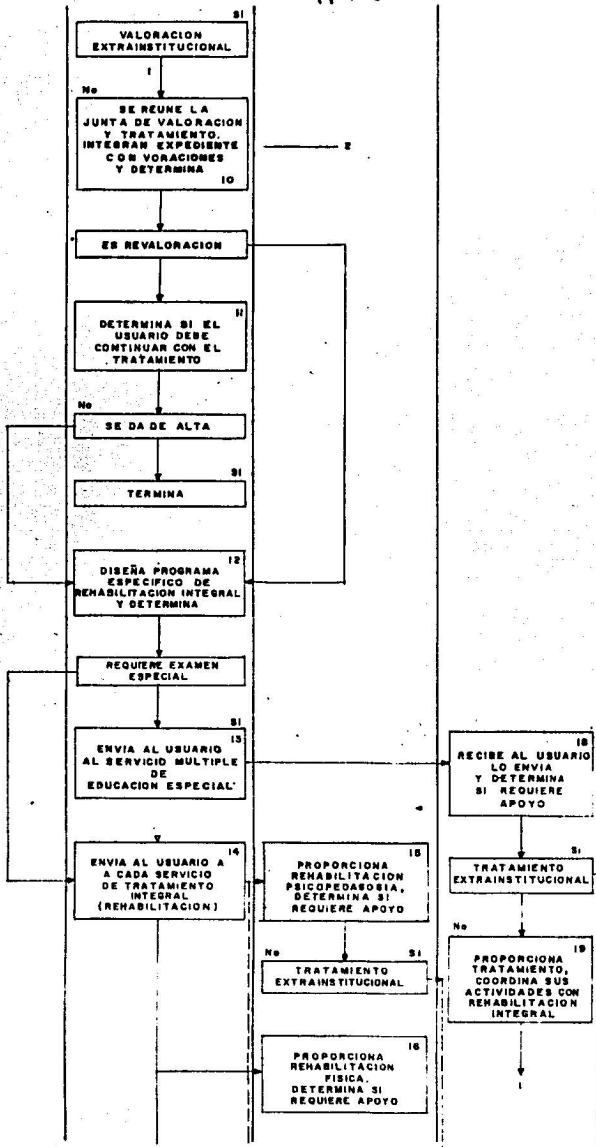 SI
VALORACION
EXTRAINSTITUCIONAL
1
No
SE REUNE LA
JUNTA DE VALORACION
Y TRATAMIENTO.
INTEGRAN EXPEDIENTE
CON VORACIONES
Y DETERMINA
10
2
ES REVALORACION
11
DETERMINA SI EL
USUARIO DEBE
CONTINUAR CON EL
TRATAMIENTO
No
SE DA DE ALTA
SI
TERMINA
12
DISEÑA PROGRAMA
ESPECIFICO DE
REHABILITACION INTEGRAL
Y DETERMINA
REQUIERE EXAMEN
ESPECIAL
SI
13
ENVIA AL USUARIO
AL SERVICIO MULTIPLE
DE
EDUCACION ESPECIAL
18
RECIBE AL USUARIO
LO ENVIA
Y DETERMINA
SI REQUIERE
APOYO
14
ENVIA AL USUARIO A
A CADA SERVICIO
DE TRATAMIENTO
INTEGRAL
(REHABILITACION)
15
PROPORCIONA
REHABILITACION
PSICOPEDAGOSIA,
DETERMINA SI
REQUIERE APOYO
SI
TRATAMIENTO
EXTRAINSTITUCIONAL
No
19
PROPORCIONA
TRATAMIENTO,
COORDINA SUS
ACTIVIDADES CON
REHABILITACION
INTEGRAL
No
SI
TRATAMIENTO
EXTRAINSTITUCIONAL
16
PROPORCIONA
REHABILITACION
FISICA.
DETERMINA SI
REQUIERE APOYO
1